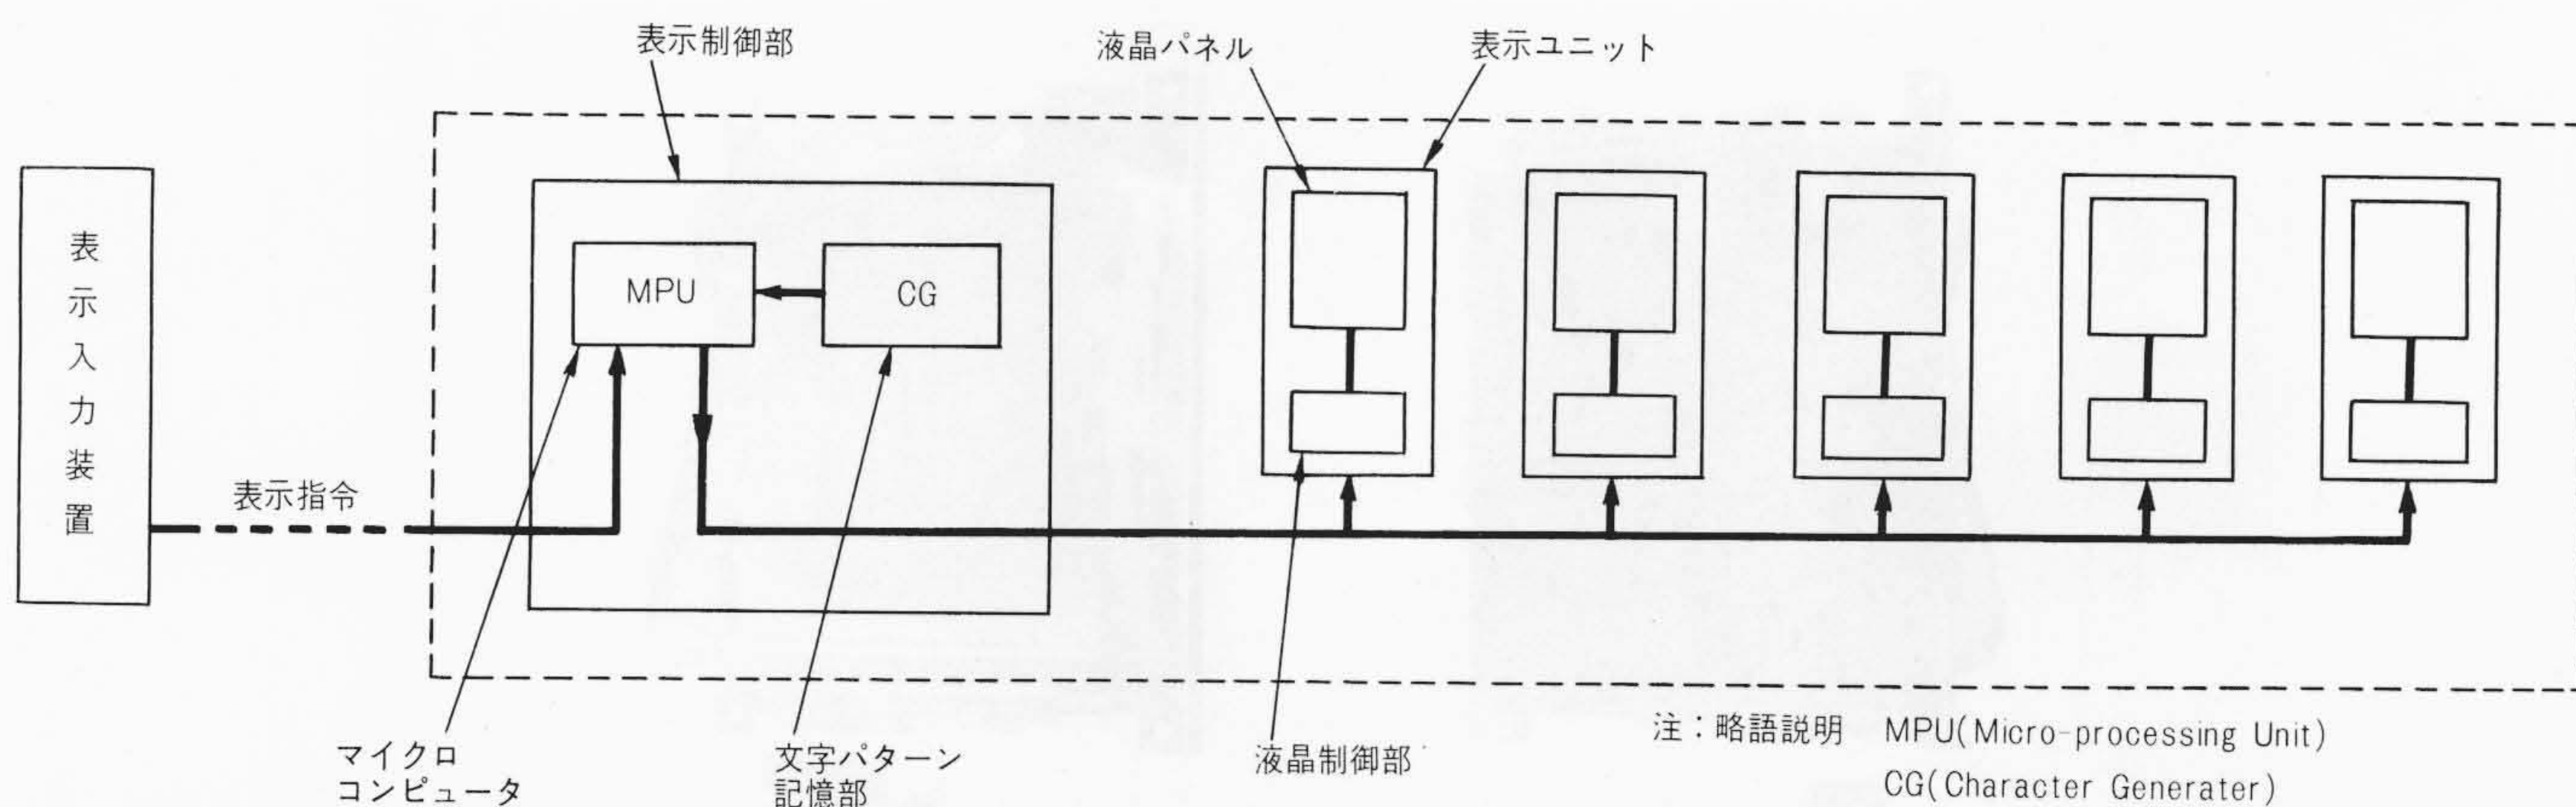 表示制御部
液晶パネル
表示ユニット
表示入力装置
MPU
CG
表示指令
マイクロ
コンピュータ
文字パターン
記憶部
液晶制御部
注：略語説明　MPU(Micro-processing Unit)
CG(Character Generater)